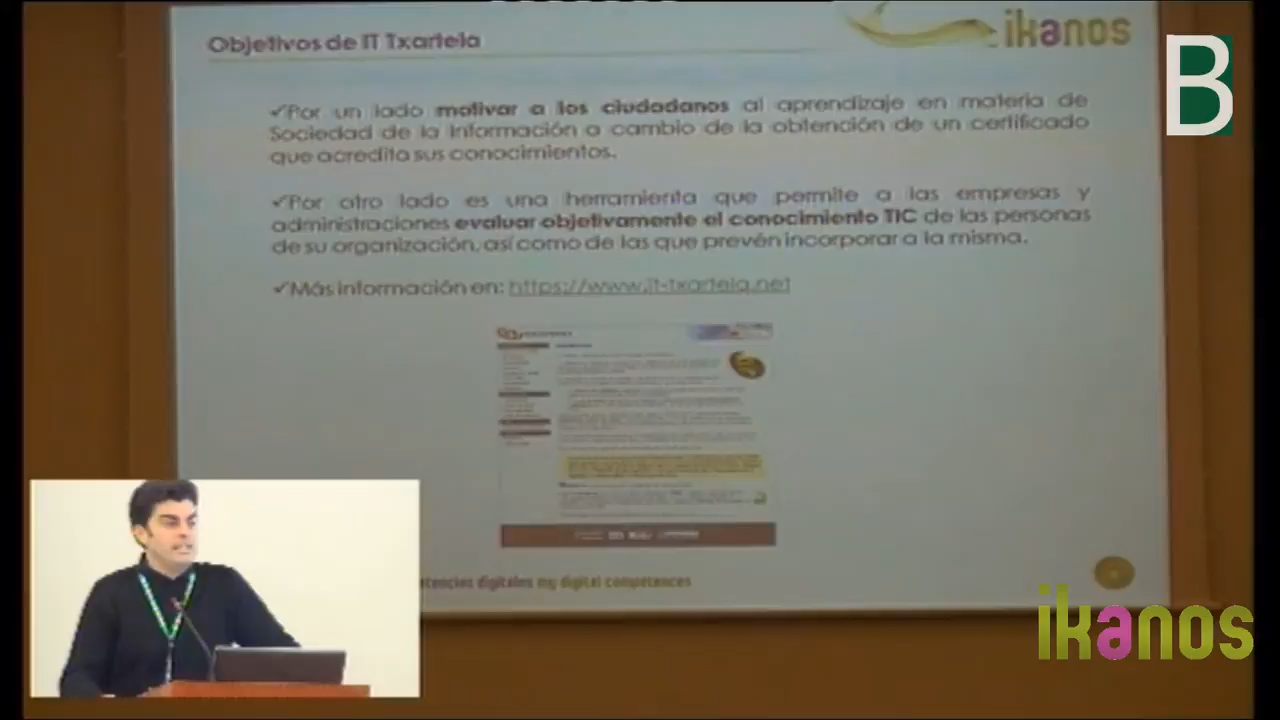 Objetivos de IT Txartela
ikanos
B
✓Por un lado motivar a los ciudadanos al aprendizaje en materia de
Sociedad de la Información a cambio de la obtención de un certificado
que acredita sus conocimientos.
✓Por otro lado es una herramienta que permite a las empresas y
administraciones evaluar objetivamente el conocimiento TIC de las personas
de su organización, así como de las que prevén incorporar a la misma.
✓Más información en: https://www.it-txartela.net
tencias digitales my digital competences
ikanos